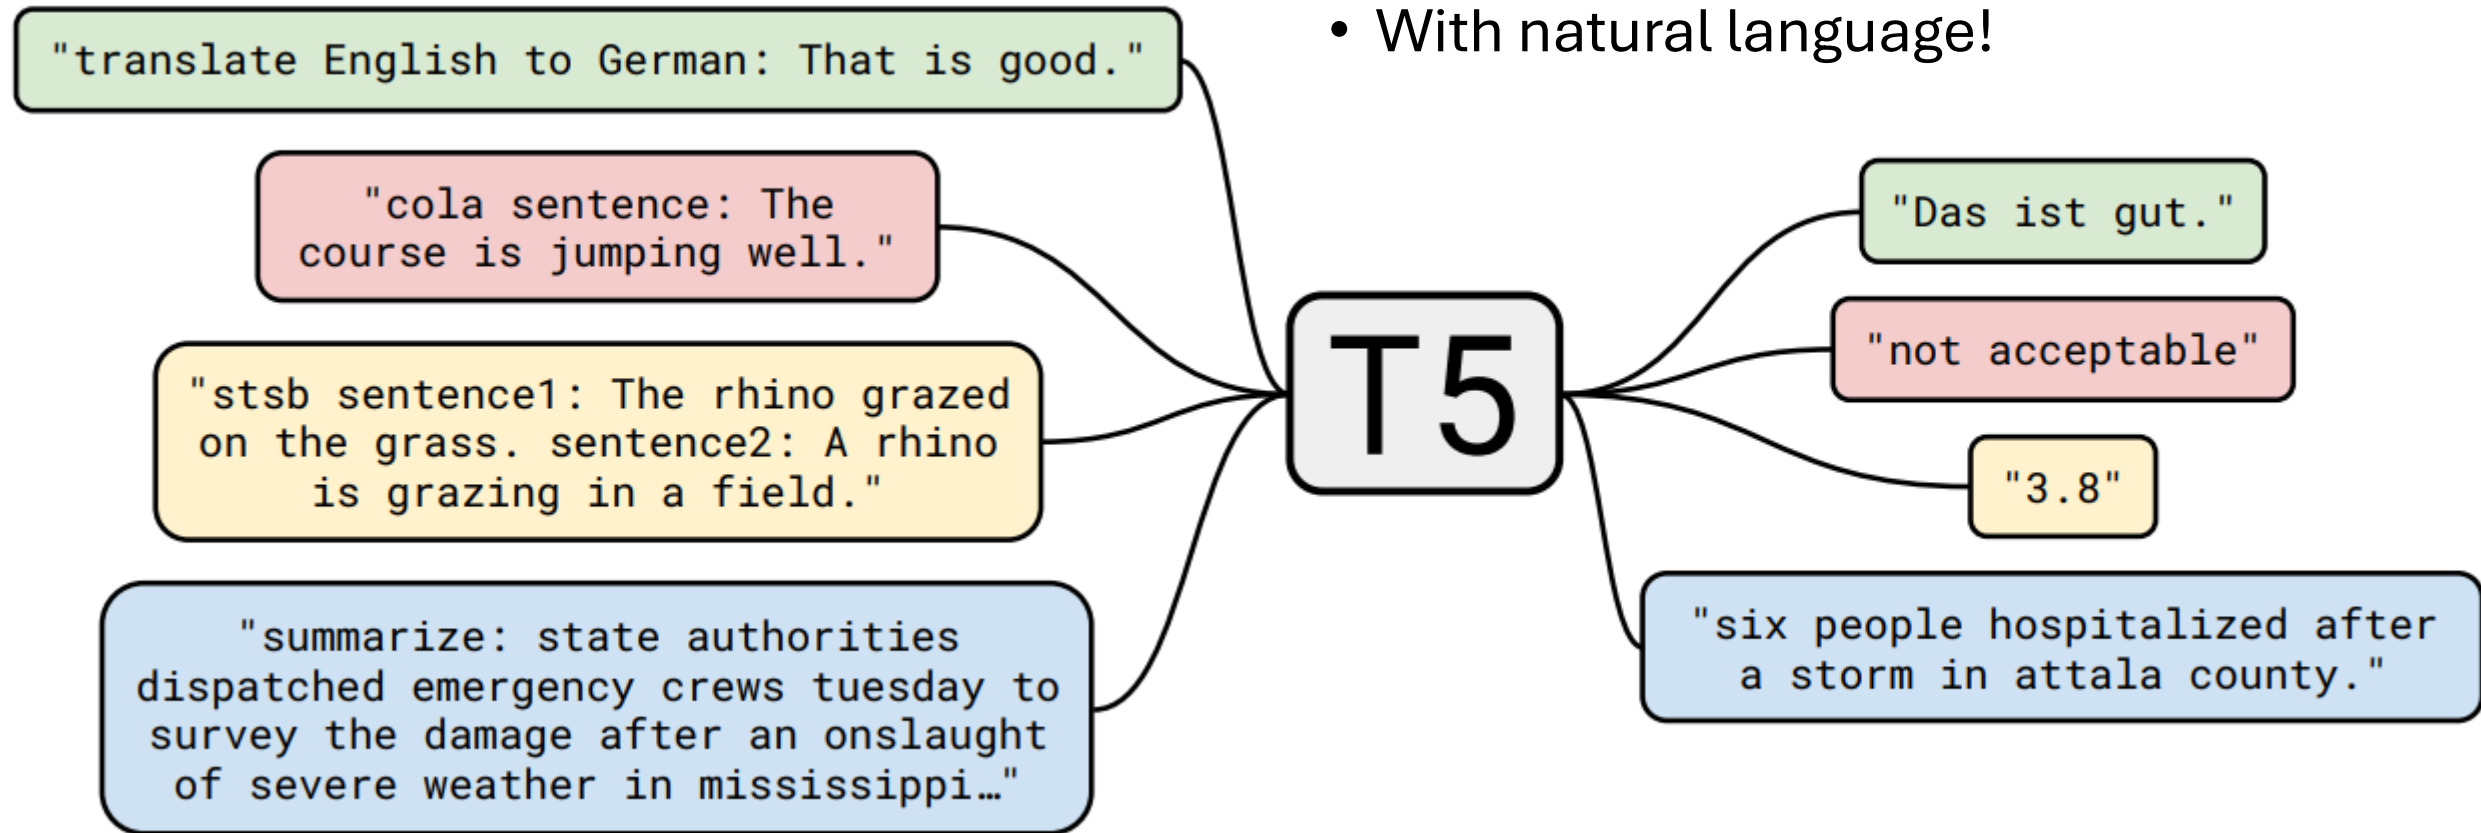 • With natural language!
"translate English to German: That is good."
"cola sentence: The
course is jumping well."
"stsb sentence1: The rhino grazed
on the grass. sentence2: A rhino
is grazing in a field."
"summarize: state authorities
dispatched emergency crews tuesday to
survey the damage after an onslaught
of severe weather in mississippi…"
T5
"Das ist gut."
"not acceptable"
"3.8"
"six people hospitalized after
a storm in attala county."